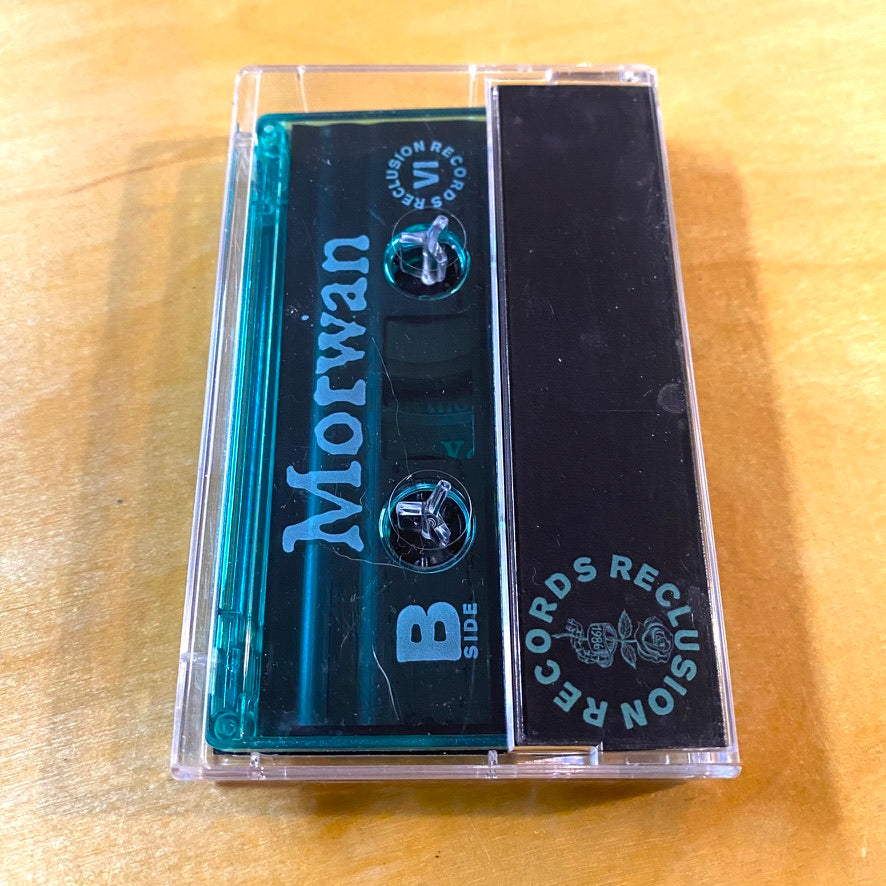 Morwan
B
SIDE
RECLUSION RECORDS
VI
RECLUSION RECORDS
1986